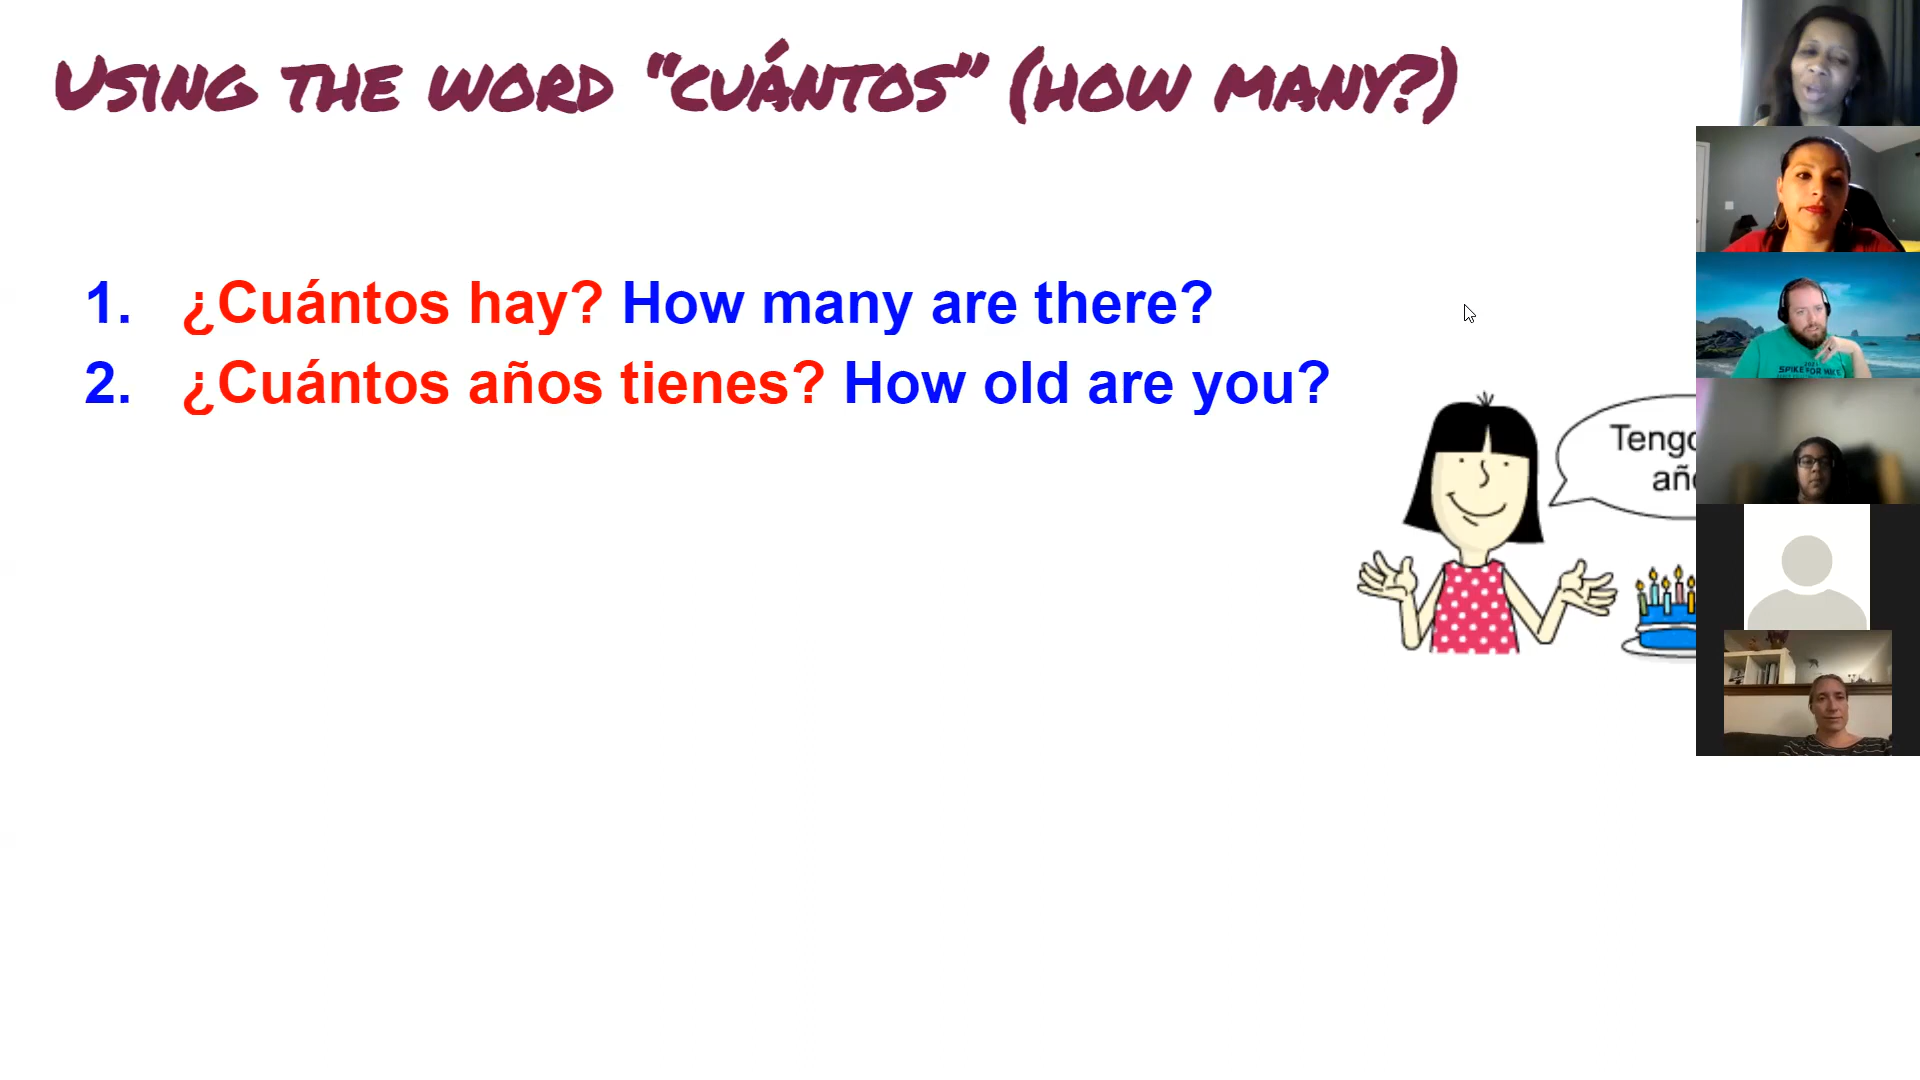 USING THE WORD “CUÁNTOS” (HOW MANY?)
1. ¿Cuántos hay? How many are there?
2. ¿Cuántos años tienes? How old are you?
Tengo
SPIKE FOR MIKE